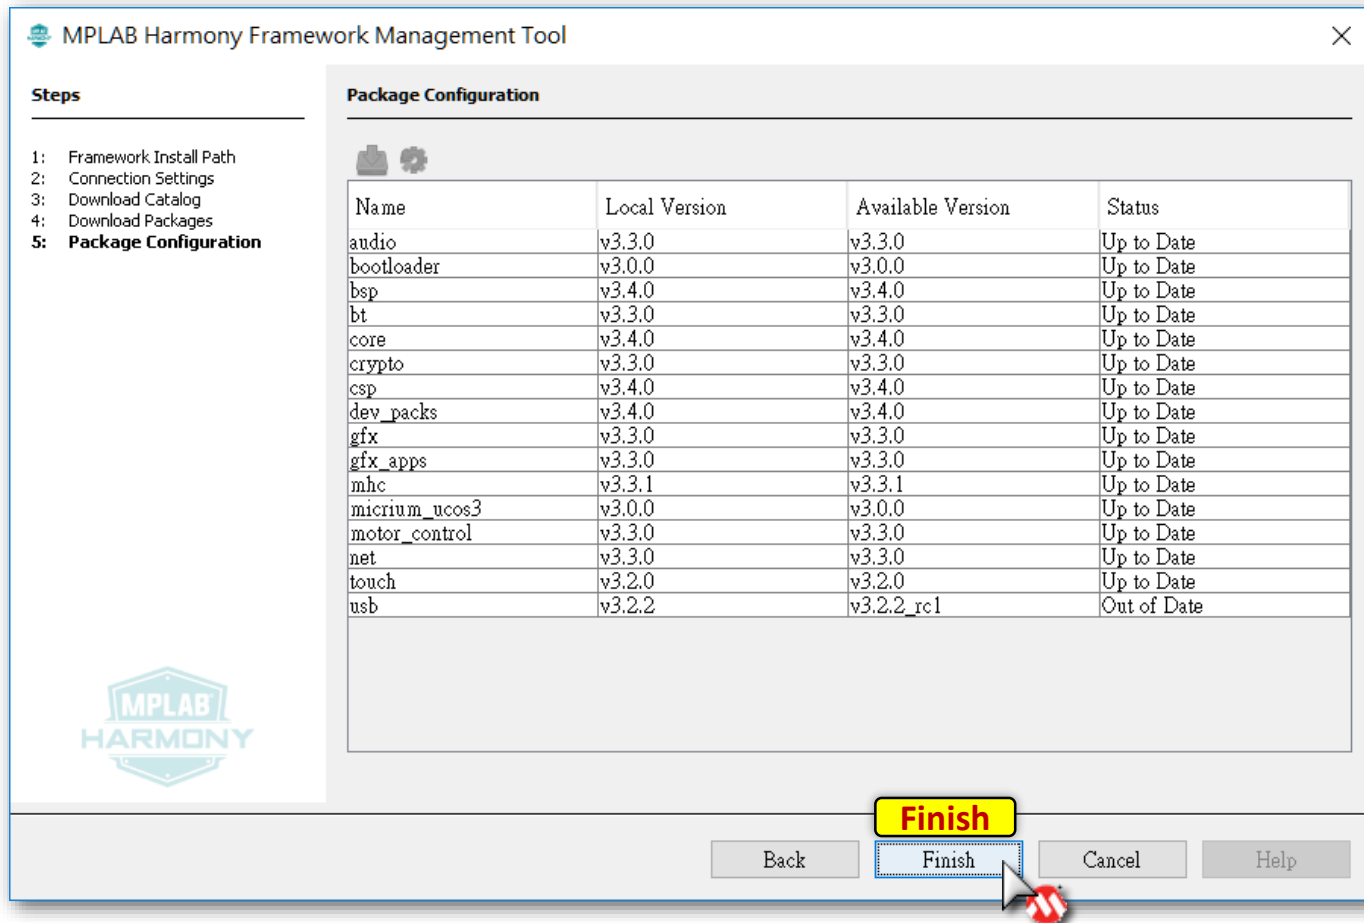 MPLAB Harmony Framework Management Tool
Steps
1: Framework Install Path
2: Connection Settings
3: Download Catalog
4: Download Packages
5: Package Configuration
MPLAB
HARMONY
Package Configuration
Name Local Version Available Version Status
audio v3.3.0 v3.3.0 Up to Date
bootloader v3.0.0 v3.0.0 Up to Date
bsp v3.4.0 v3.4.0 Up to Date
bt v3.3.0 v3.3.0 Up to Date
core v3.4.0 v3.4.0 Up to Date
crypto v3.3.0 v3.3.0 Up to Date
csp v3.4.0 v3.4.0 Up to Date
dev_packs v3.4.0 v3.4.0 Up to Date
gfx v3.3.0 v3.3.0 Up to Date
gfx_apps v3.3.0 v3.3.0 Up to Date
mhc v3.3.1 v3.3.1 Up to Date
micrium_ucos3 v3.0.0 v3.0.0 Up to Date
motor_control v3.3.0 v3.3.0 Up to Date
net v3.3.0 v3.3.0 Up to Date
touch v3.2.0 v3.2.0 Up to Date
usb v3.2.2 v3.2.2_rc1 Out of Date
Finish
Back Finish Cancel Help